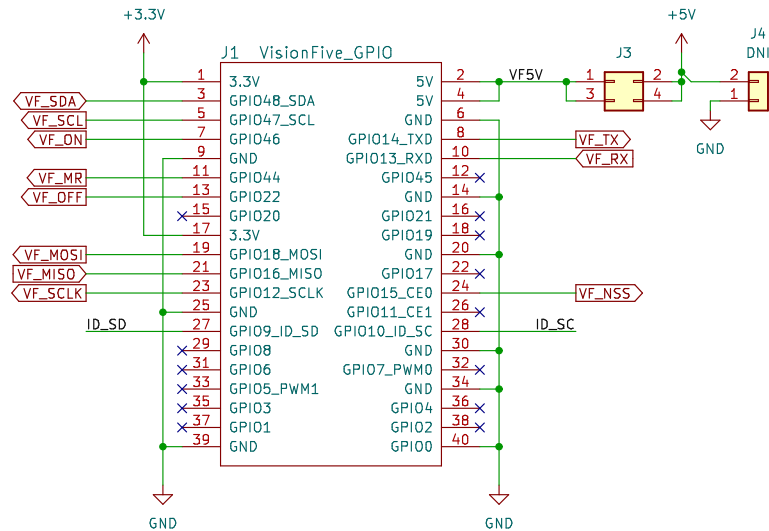 +3.3V
+5V
J1 VisionFive_GPIO
J3
J4
DNI
1 3.3V 5V 2 VF5V 1 2 2
VF_SDA 3 GPIO48_SDA 5V 4 3 4 1
VF_SCL 5 GPIO47_SCL GND 6
VF_ON 7 GPIO46 GPIO14_TXD 8 VF_TX
GND
9 GND GPIO13_RXD 10 VF_RX
VF_MR 11 GPIO44 GPIO45 12
VF_OFF 13 GPIO22 GND 14
15 GPIO20 GPIO21 16
17 3.3V GPIO19 18
VF_MOSI 19 GPIO18_MOSI GND 20
VF_MISO 21 GPIO16_MISO GPIO17 22
VF_SCLK 23 GPIO12_SCLK GPIO15_CE0 24 VF_NSS
25 GND GPIO11_CE1 26
ID_SD 27 GPIO9_ID_SD GPIO10_ID_SC 28 ID_SC
29 GPIO8 GND 30
31 GPIO6 GPIO7_PWM0 32
33 GPIO5_PWM1 GND 34
35 GPIO3 GPIO4 36
37 GPIO1 GPIO2 38
39 GND GPIO0 40
GND
GND